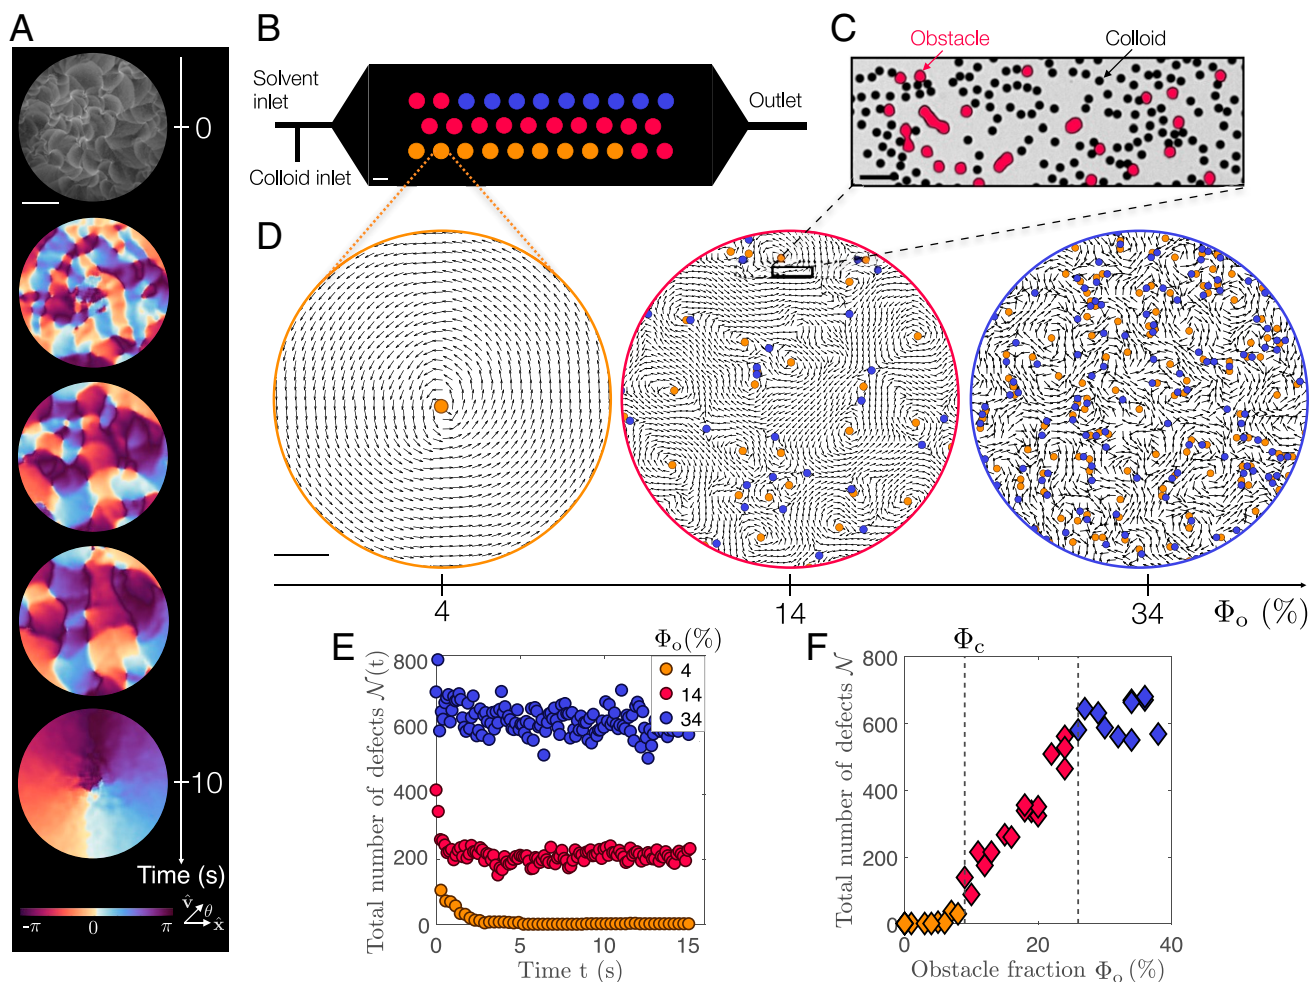 A
0
10
Time (s)
v̂
θ
x̂
-π
0
π
B
Solvent
inlet
Colloid inlet
Outlet
C
Obstacle
Colloid
D
4
14
34
Φo (%)
E
Φo(%)
4
14
34
800
600
400
200
0
0
5
10
15
Total number of defects 𝒩(t)
Time t (s)
F
Φc
800
600
400
200
0
0
20
40
Total number of defects 𝒩
Obstacle fraction Φo (%)